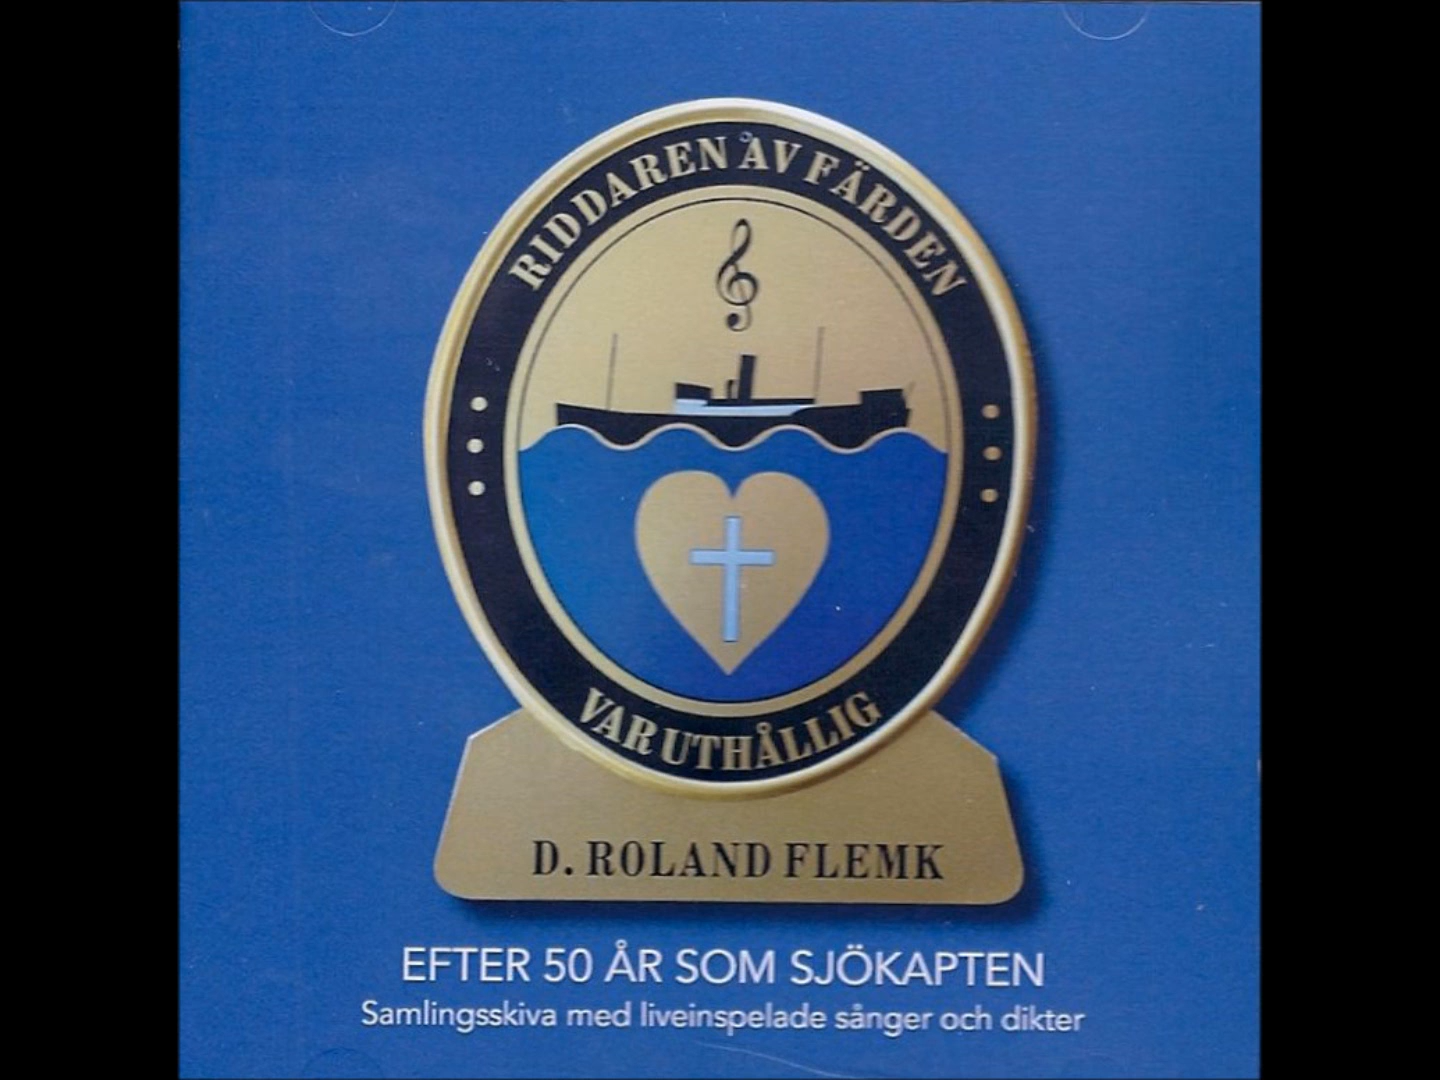 RIDDAREN AV FÄRDEN
VAR UTHÅLLIG
D. ROLAND FLEMK
EFTER 50 ÅR SOM SJÖKAPTEN
Samlingsskiva med liveinspelade sånger och dikter